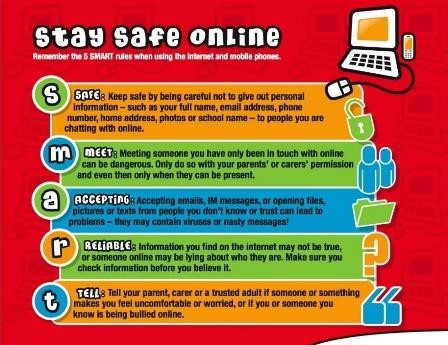 stay safe online
Remember the 5 SMART rules when using the internet and mobile phones.
s
SAFE: Keep safe by being careful not to give out personal
information – such as your full name, email address, phone
number, home address, photos or school name – to people you are
chatting with online.
m
MEET: Meeting someone you have only been in touch with online
can be dangerous. Only do so with your parents' or carers' permission
and even then only when they can be present.
a
ACCEPTING: Accepting emails, IM messages, or opening files,
pictures or texts from people you don't know or trust can lead to
problems – they may contain viruses or nasty messages!
r
RELIABLE: Information you find on the internet may not be true,
or someone online may be lying about who they are. Make sure you
check information before you believe it.
?
t
TELL: Tell your parent, carer or a trusted adult if someone or something
makes you feel uncomfortable or worried, or if you or someone you
know is being bullied online.
“